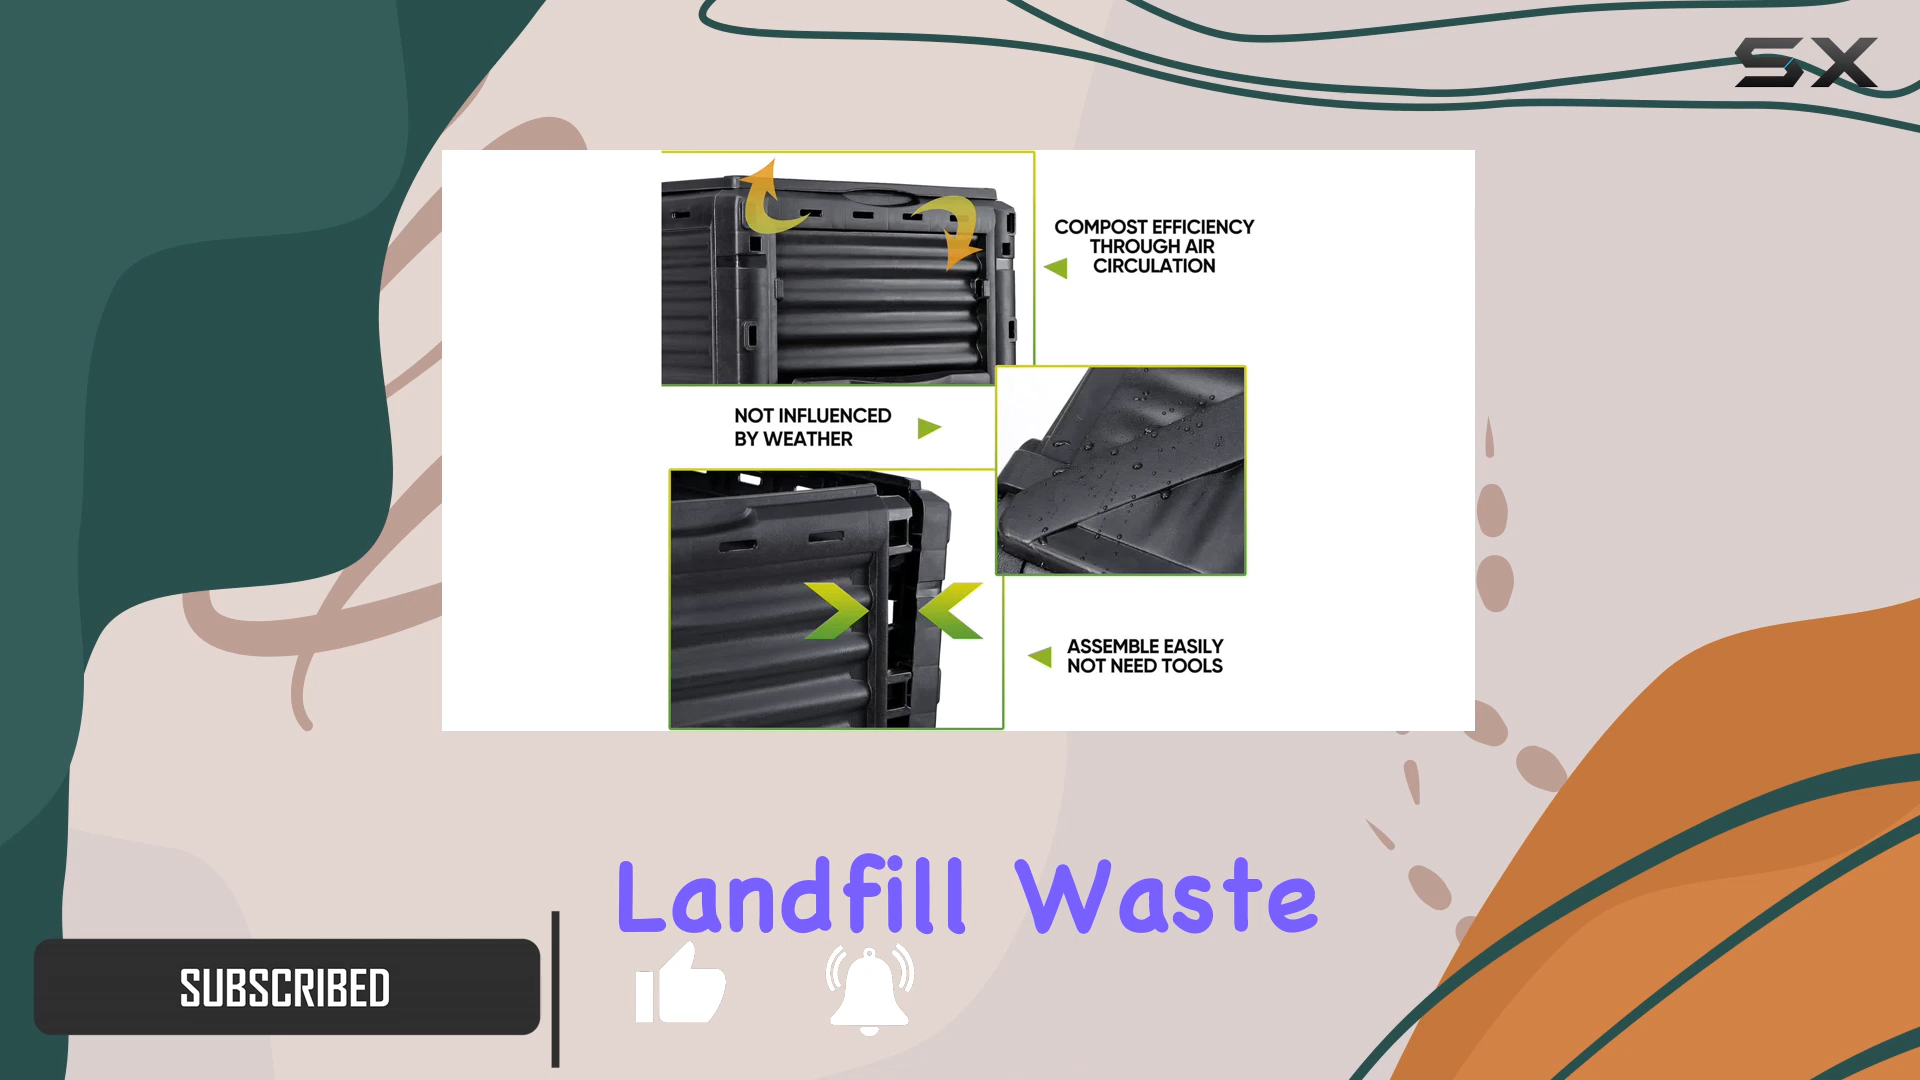 SX
COMPOST EFFICIENCY
THROUGH AIR
CIRCULATION
NOT INFLUENCED
BY WEATHER
ASSEMBLE EASILY
NOT NEED TOOLS
Landfill Waste
SUBSCRIBED